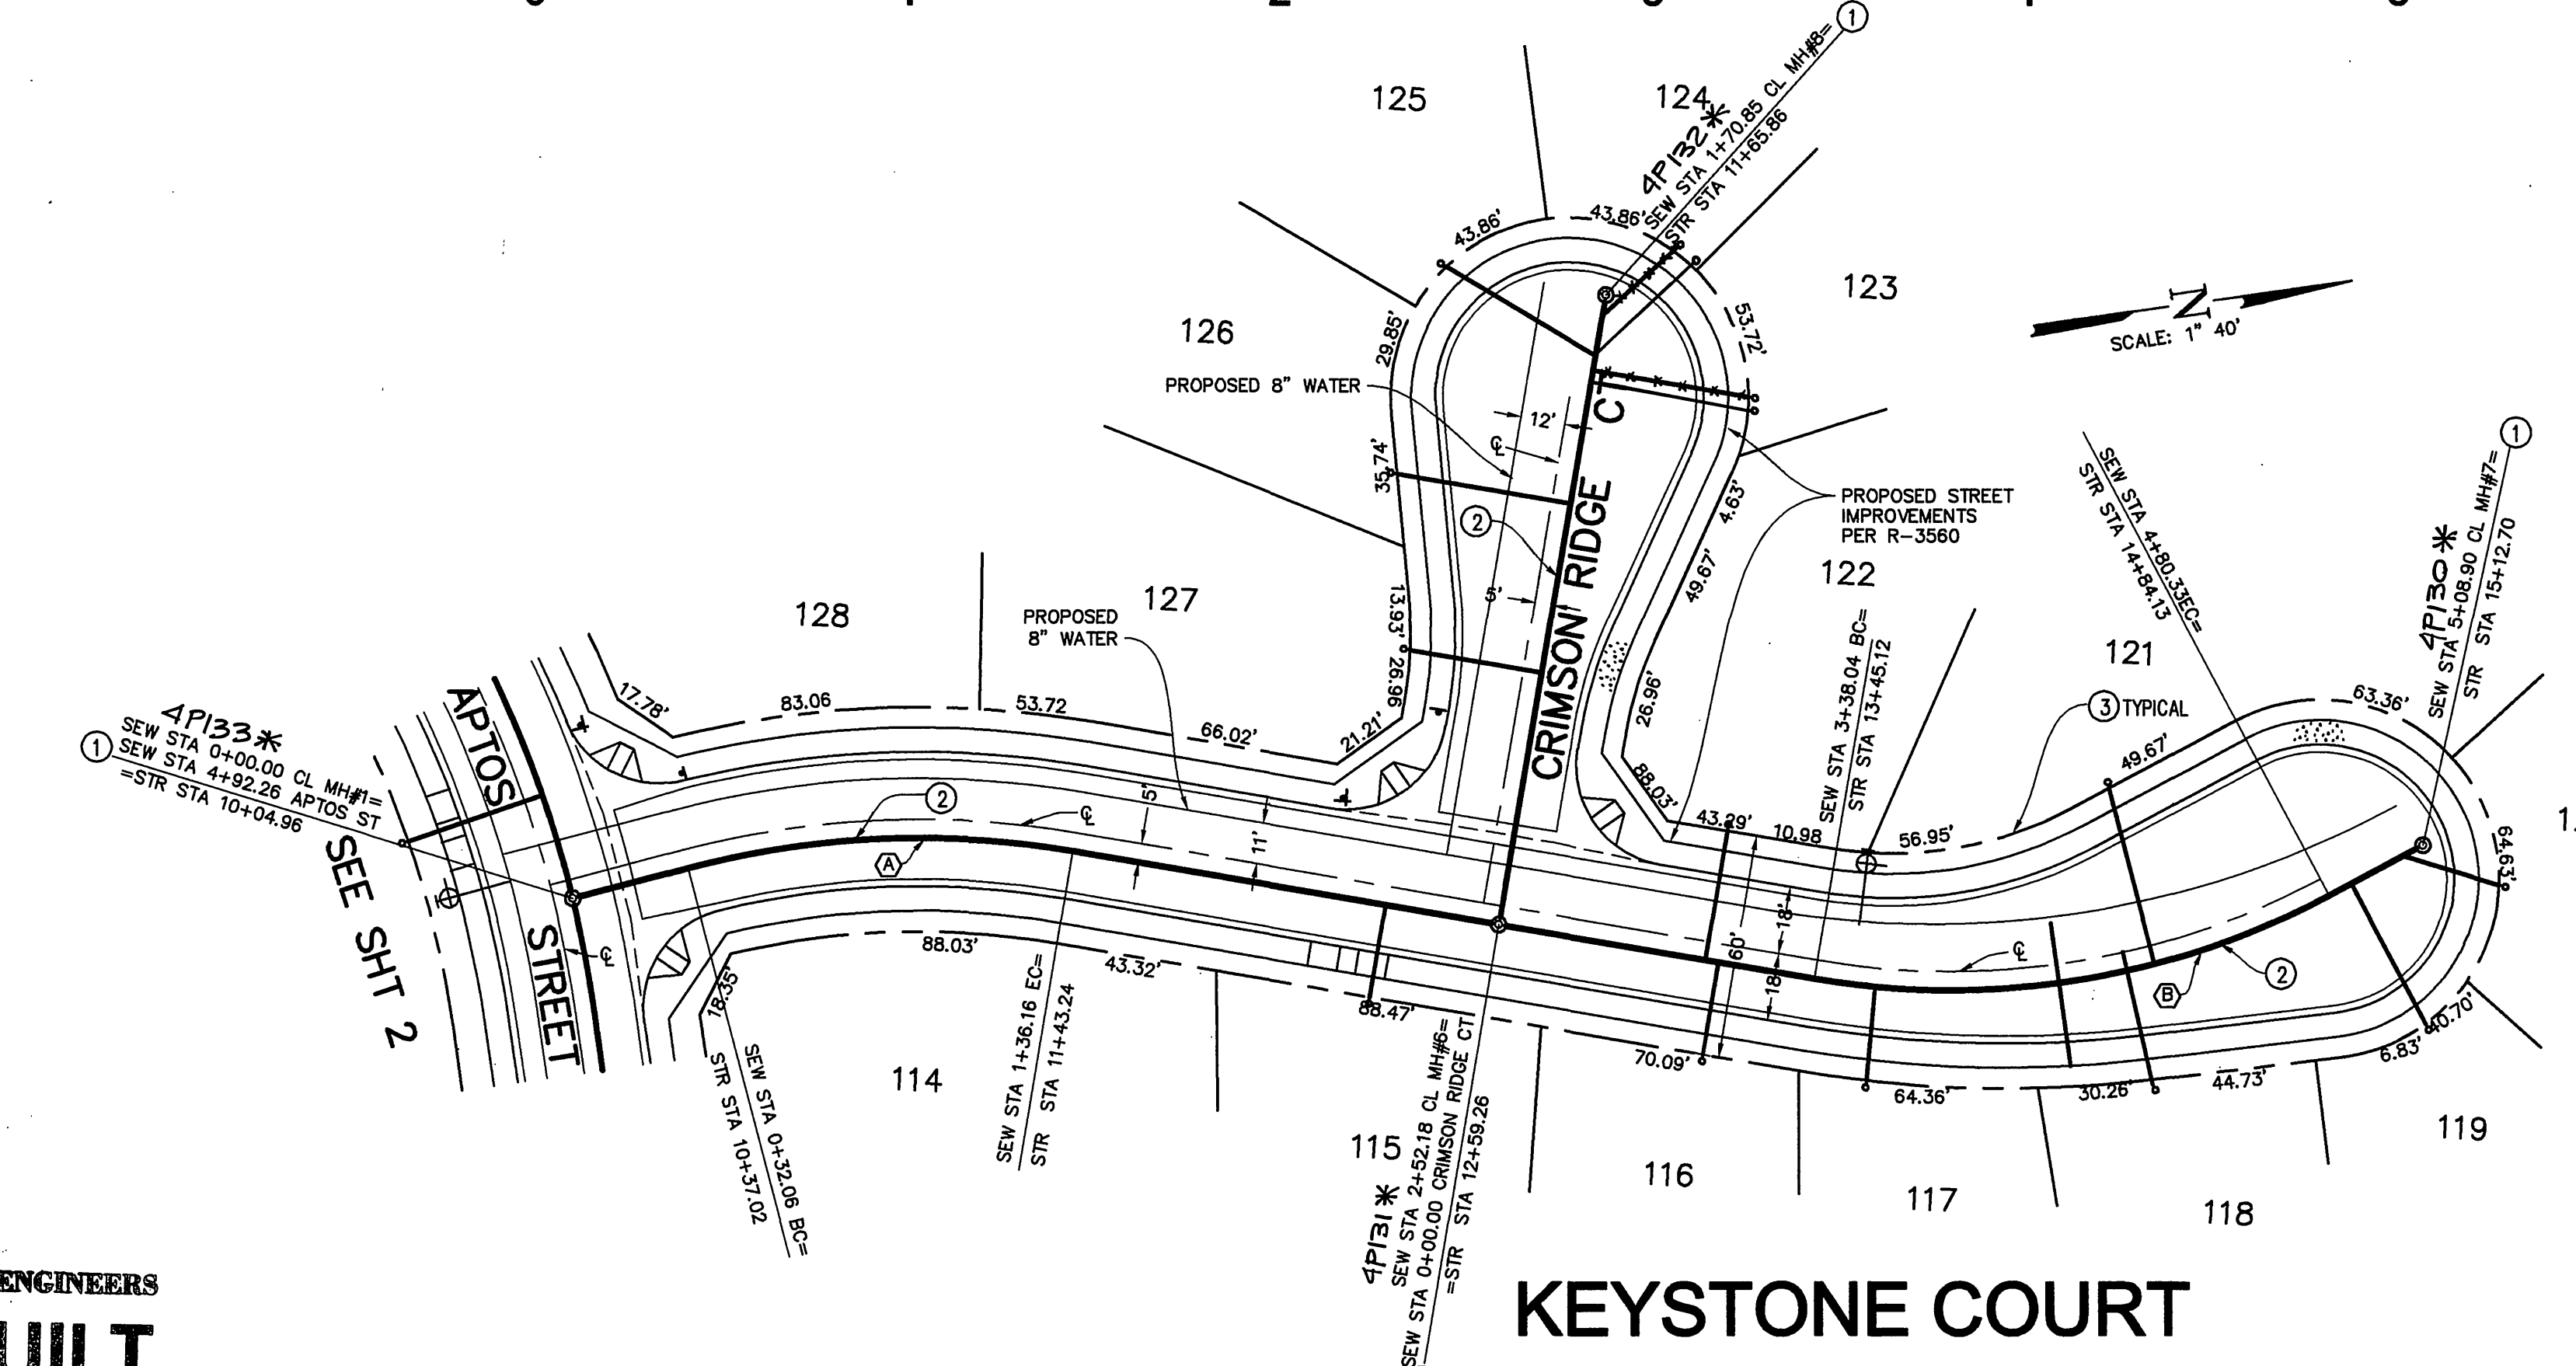 125
124
4P132*
SEW STA 1+70.85 CL MH#8=
STR STA 11+65.86
1
43.86'
43.86'
123
53.72'
N
SCALE: 1" 40'
126
29.85'
PROPOSED 8" WATER
12'
CL
35.74'
2
CRIMSON RIDGE CT
5'
4.63'
49.67'
PROPOSED STREET
IMPROVEMENTS
PER R-3560
122
SEW STA 4+80.33EC=
STR STA 14+84.13
1
4P130*
SEW STA 5+08.90 CL MH#7=
STR STA 15+12.70
128
127
PROPOSED
8" WATER
13.93'
26.96
26.96'
SEW STA 3+38.04 BC=
STR STA 13+45.12
121
3 TYPICAL
63.36'
49.67'
4P133*
SEW STA 0+00.00 CL MH#1=
1 SEW STA 4+92.26 APTOS ST
=STR STA 10+04.96
APTOS
STREET
CL
SEE SHT 2
17.78'
83.06
53.72
66.02'
21.21'
88.03'
43.29'
10.98
56.95'
64.63'
2
A
CL
5'
11'
18'
60'
18'
CL
B
2
18.35'
88.03'
43.32'
88.47'
70.09'
64.36'
30.26'
44.73'
6.83'
40.70'
SEW STA 0+32.06 BC=
STR STA 10+37.02
114
SEW STA 1+36.16 EC=
STR STA 11+43.24
115
4P131*
SEW STA 2+52.18 CL MH#6=
SEW STA 0+00.00 CRIMSON RIDGE CT
=STR STA 12+59.26
116
117
118
119
ENGINEERS
UILT
KEYSTONE COURT